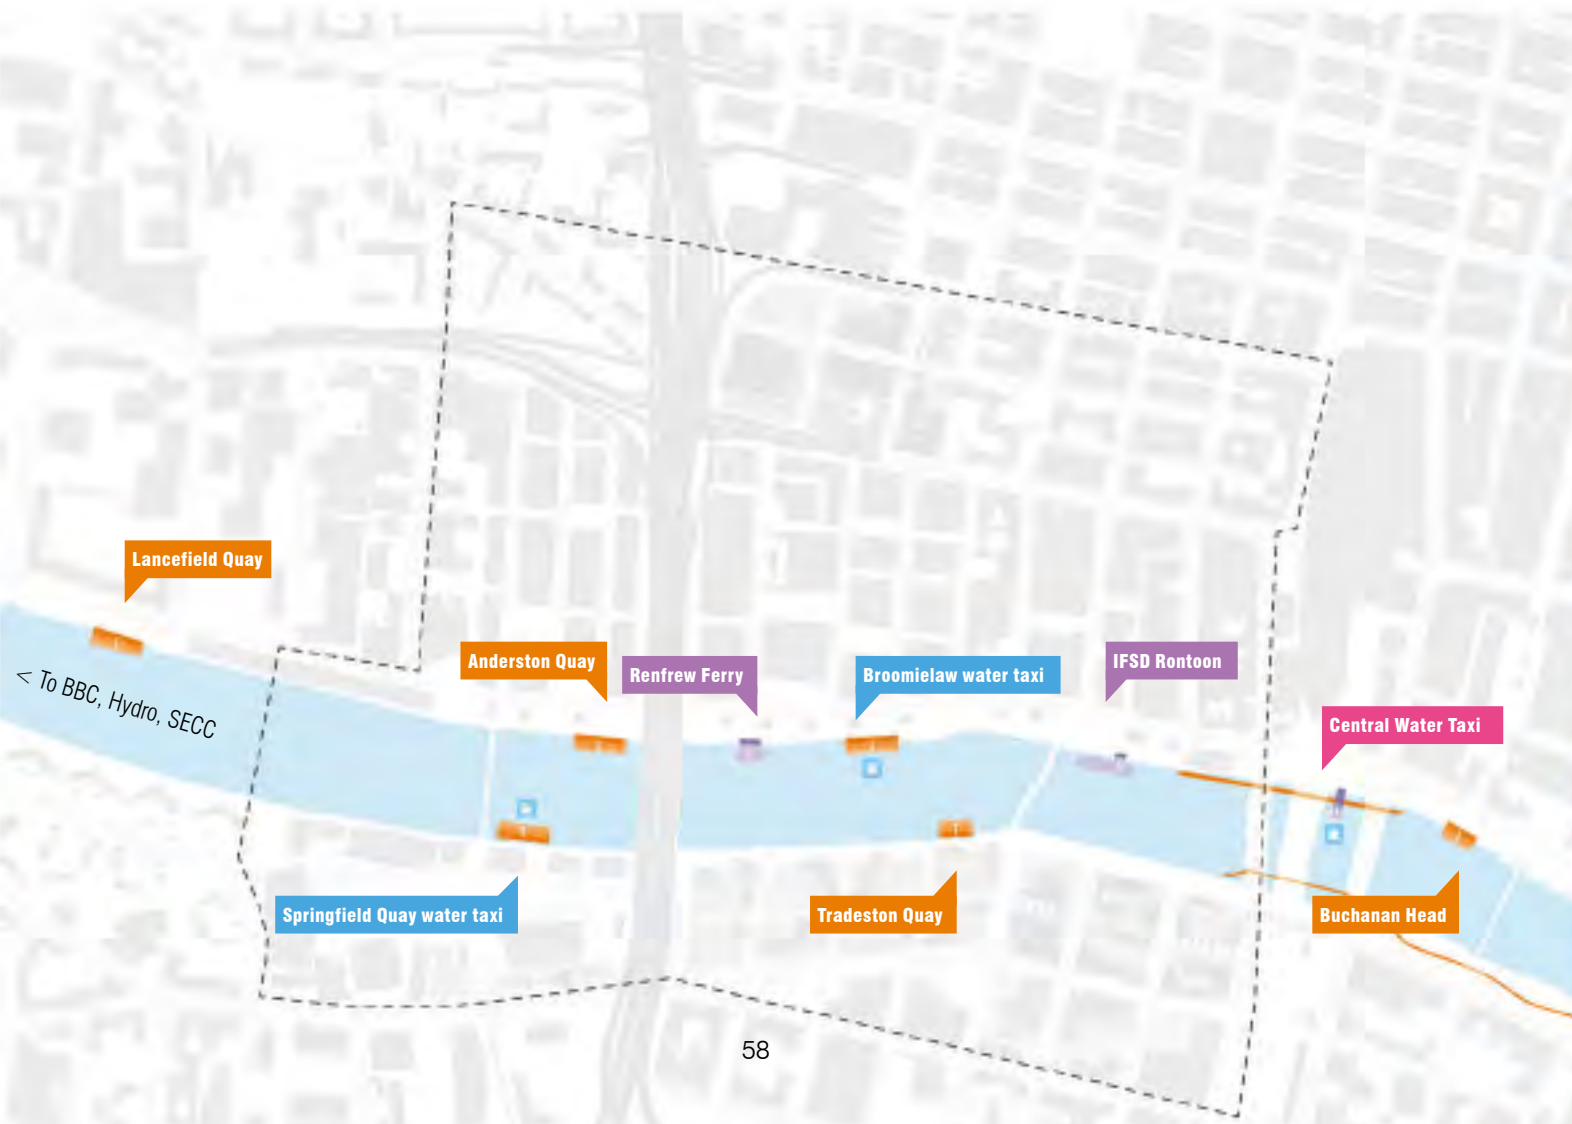 Lancefield Quay
Anderston Quay
Renfrew Ferry
Broomielaw water taxi
IFSD Rontoon
Central Water Taxi
< To BBC, Hydro, SECC
Springfield Quay water taxi
Tradeston Quay
Buchanan Head
58